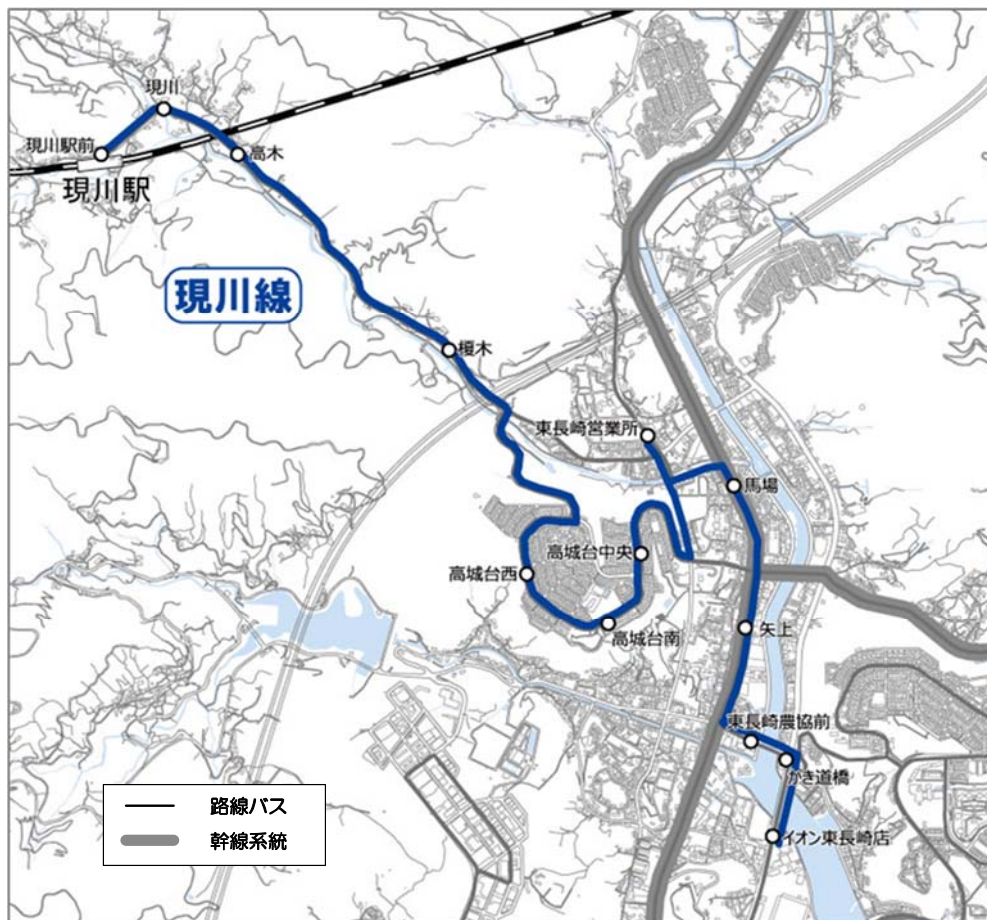 現川
現川駅前
高木
現川駅
現川線
榎木
東長崎営業所
馬場
高城台中央
高城台西
高城台南
矢上
東長崎農協前
かき道橋
イオン東長崎店
路線バス
幹線系統